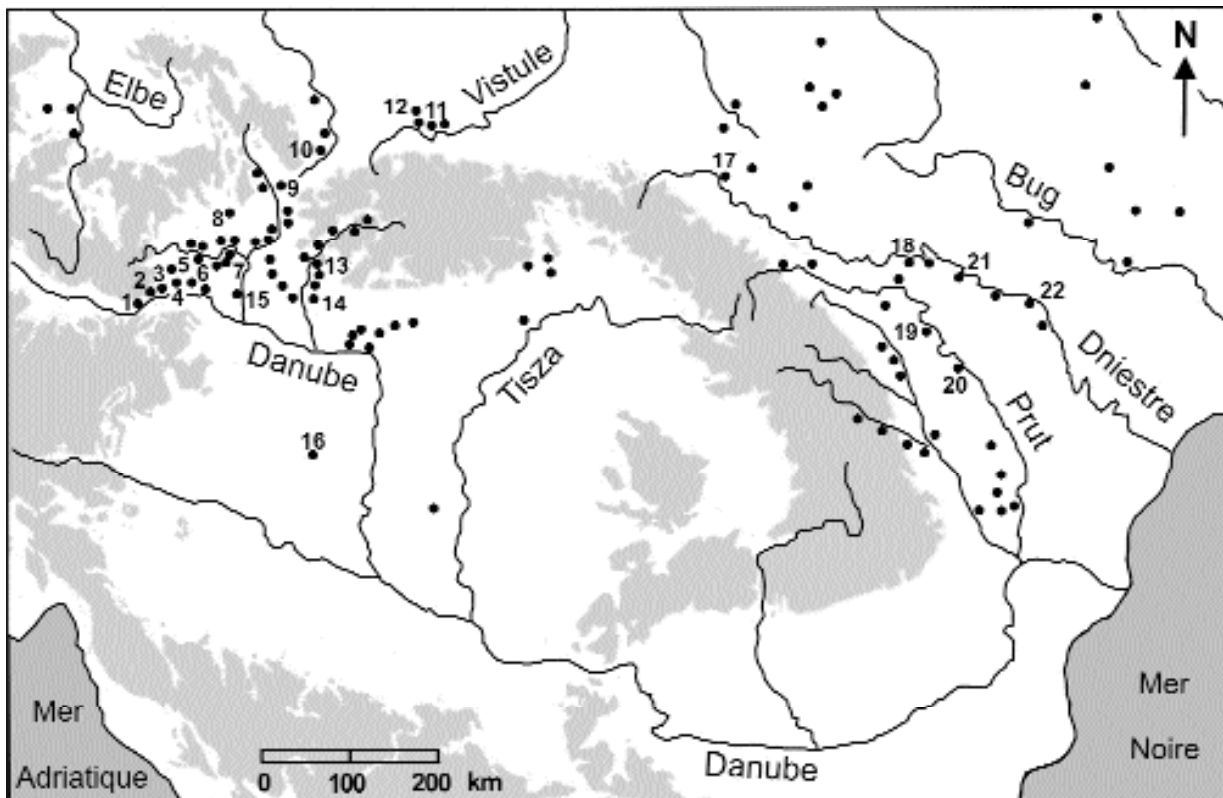 N
Elbe
Vistule
12 11
10
17
9
Bug
8
18
21
13
5
7
3
6
2
22
15
14
4
1
19
Danube
Tisza
Dniestre
20
Prut
16
Mer
Adriatique
Mer
Noire
0 100 200 km
Danube